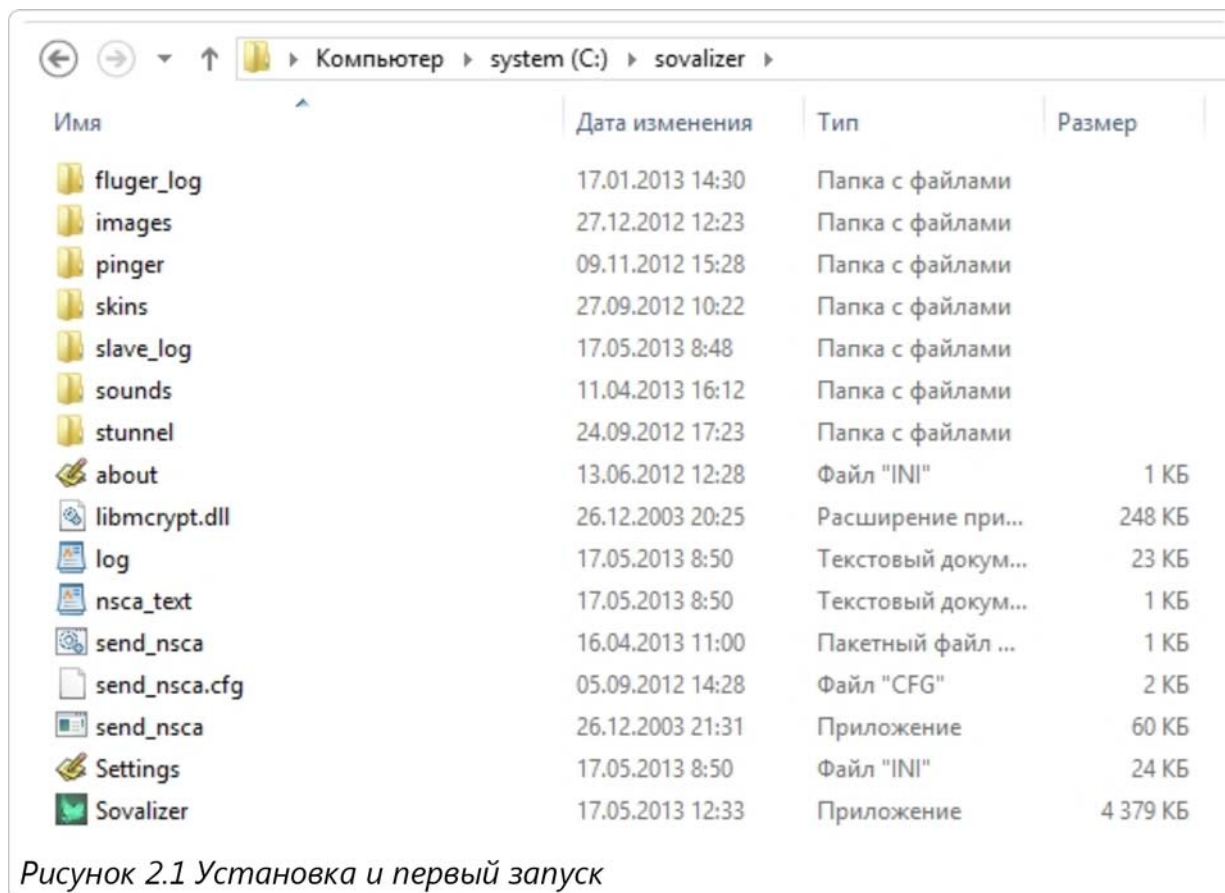 Компьютер system (C:) sovalizer
Имя Дата изменения Тип Размер
fluger_log 17.01.2013 14:30 Папка с файлами
images 27.12.2012 12:23 Папка с файлами
pinger 09.11.2012 15:28 Папка с файлами
skins 27.09.2012 10:22 Папка с файлами
slave_log 17.05.2013 8:48 Папка с файлами
sounds 11.04.2013 16:12 Папка с файлами
stunnel 24.09.2012 17:23 Папка с файлами
about 13.06.2012 12:28 Файл "INI" 1 КБ
libmcrypt.dll 26.12.2003 20:25 Расширение при... 248 КБ
log 17.05.2013 8:50 Текстовый докум... 23 КБ
nsca_text 17.05.2013 8:50 Текстовый докум... 1 КБ
send_nsca 16.04.2013 11:00 Пакетный файл ... 1 КБ
send_nsca.cfg 05.09.2012 14:28 Файл "CFG" 2 КБ
send_nsca 26.12.2003 21:31 Приложение 60 КБ
Settings 17.05.2013 8:50 Файл "INI" 24 КБ
Sovalizer 17.05.2013 12:33 Приложение 4 379 КБ
Рисунок 2.1 Установка и первый запуск